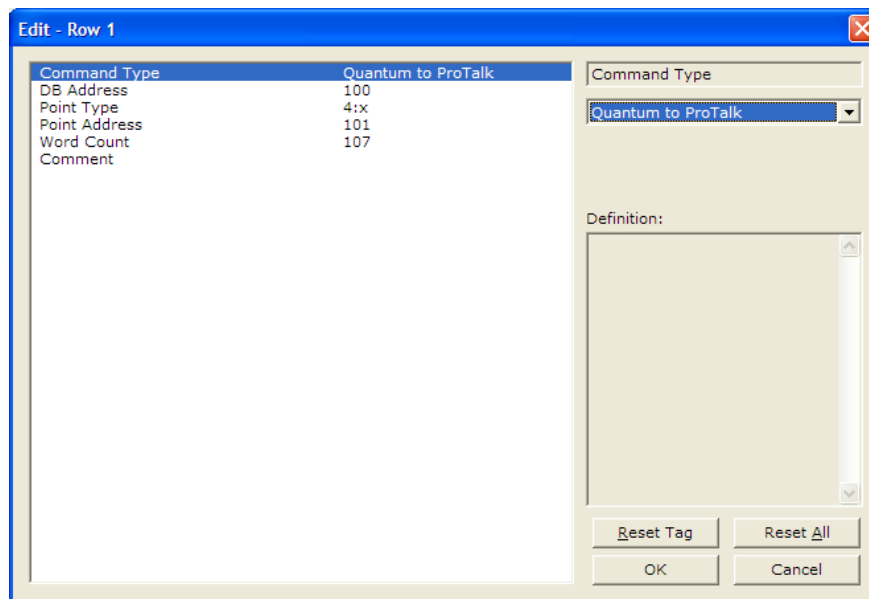 Edit - Row 1
Command Type Quantum to ProTalk
DB Address 100
Point Type 4:x
Point Address 101
Word Count 107
Comment
Command Type
Quantum to ProTalk
Definition:
Reset Tag Reset All
OK Cancel